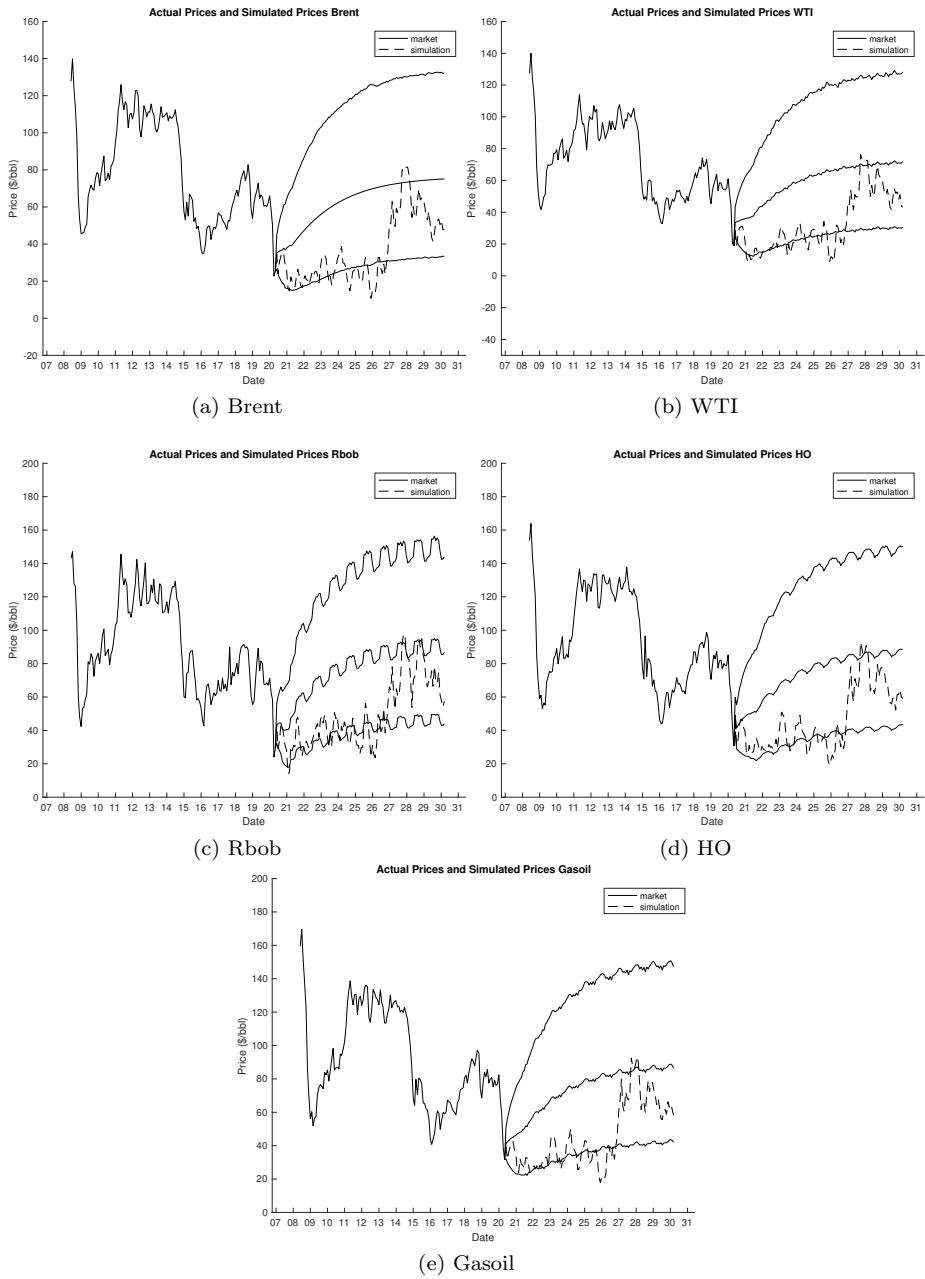 Actual Prices and Simulated Prices Brent
market
simulation
Price ($/bbl)
160
140
120
100
80
60
40
20
0
-20
07 08 09 10 11 12 13 14 15 16 17 18 19 20 21 22 23 24 25 26 27 28 29 30 31
Date
(a) Brent
Actual Prices and Simulated Prices WTI
market
simulation
Price ($/bbl)
160
140
120
100
80
60
40
20
0
-20
-40
07 08 09 10 11 12 13 14 15 16 17 18 19 20 21 22 23 24 25 26 27 28 29 30 31
Date
(b) WTI
Actual Prices and Simulated Prices Rbob
market
simulation
Price ($/bbl)
200
180
160
140
120
100
80
60
40
20
0
07 08 09 10 11 12 13 14 15 16 17 18 19 20 21 22 23 24 25 26 27 28 29 30 31
Date
(c) Rbob
Actual Prices and Simulated Prices HO
market
simulation
Price ($/bbl)
200
180
160
140
120
100
80
60
40
20
0
07 08 09 10 11 12 13 14 15 16 17 18 19 20 21 22 23 24 25 26 27 28 29 30 31
Date
(d) HO
Actual Prices and Simulated Prices Gasoil
market
simulation
Price ($/bbl)
200
180
160
140
120
100
80
60
40
20
0
07 08 09 10 11 12 13 14 15 16 17 18 19 20 21 22 23 24 25 26 27 28 29 30 31
Date
(e) Gasoil